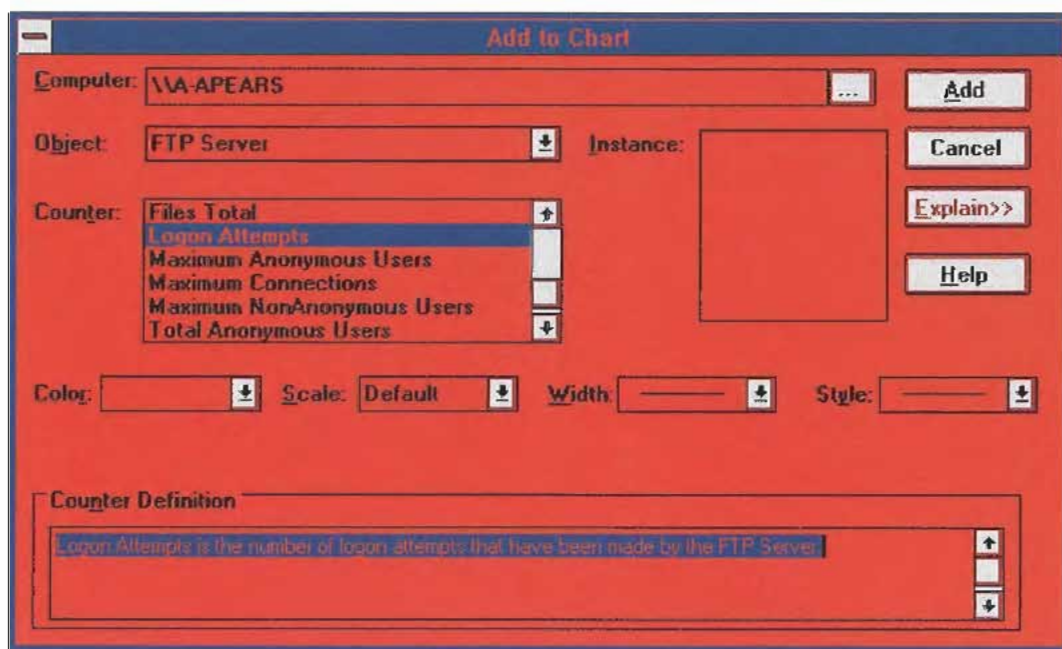 Add to Chart
Computer: \\A-APEARS ... Add
Object: FTP Server Instance: Cancel
Counter: Files Total Explain>>
Logon Attempts
Maximum Anonymous Users
Maximum Connections Help
Maximum NonAnonymous Users
Total Anonymous Users
Color: Scale: Default Width: Style:
Counter Definition
Logon Attempts is the number of logon attempts that have been made by the FTP Server